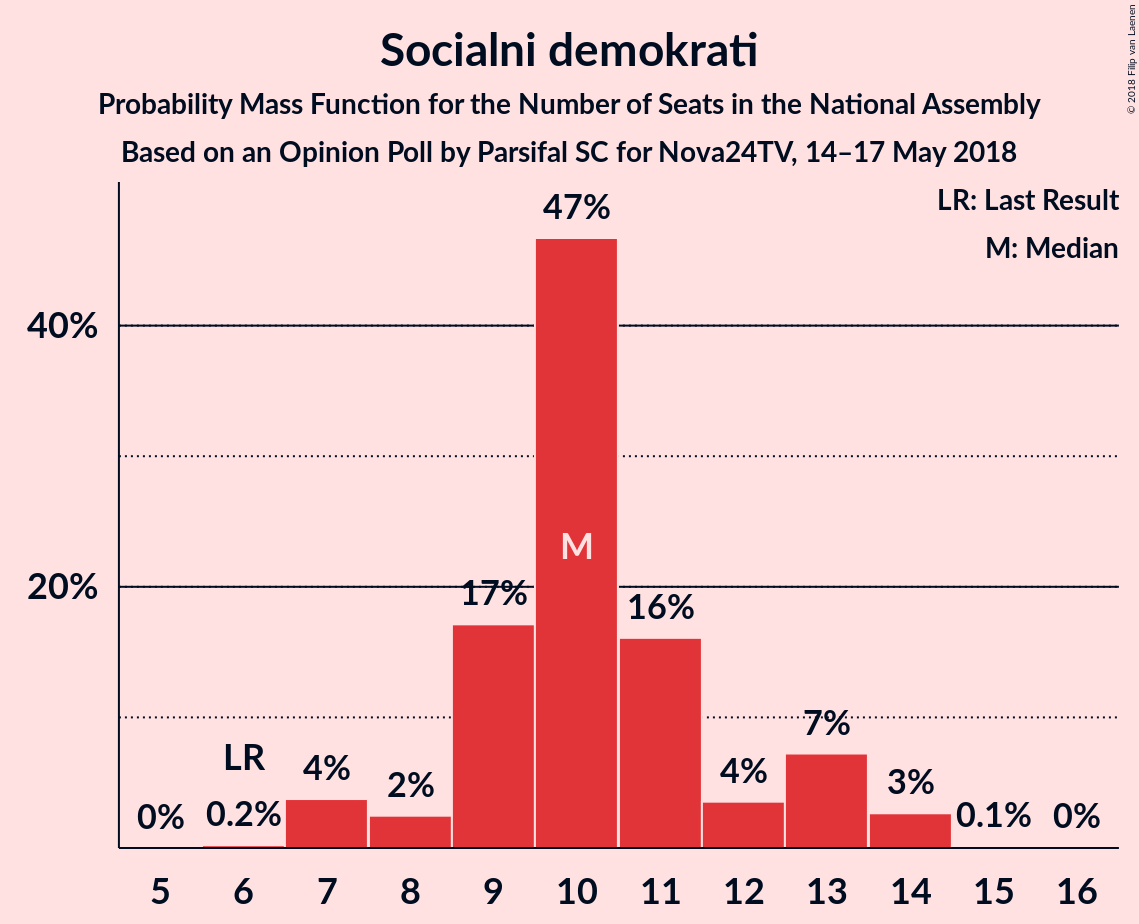 Socialni demokrati
Probability Mass Function for the Number of Seats in the National Assembly
Based on an Opinion Poll by Parsifal SC for Nova24TV, 14–17 May 2018
© 2018 Filip van Laenen
LR: Last Result
M: Median
47%
40%
M
20%
17%
16%
7%
LR
4%
2%
4%
3%
0%
0.2%
0.1%
0%
5 6 7 8 9 10 11 12 13 14 15 16